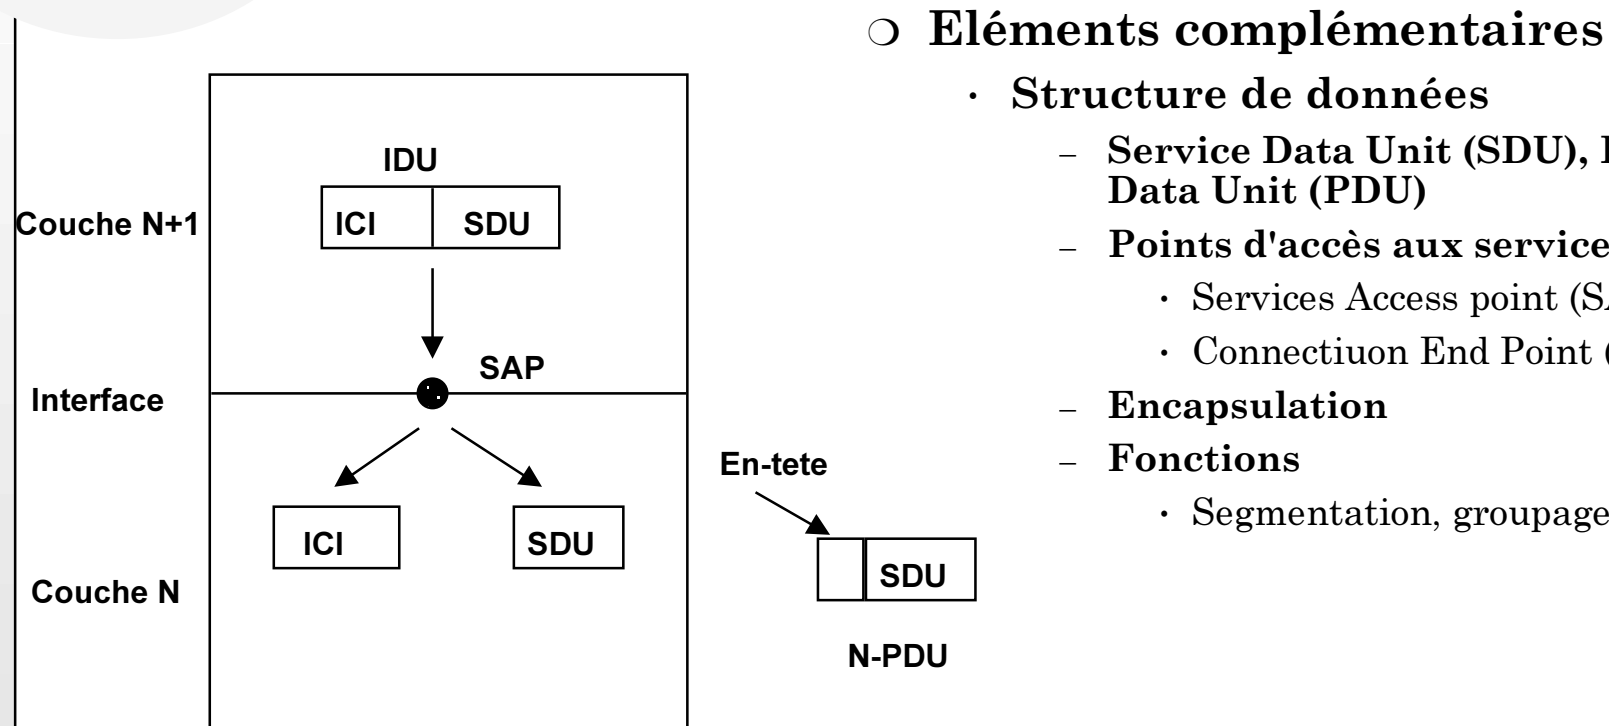 Eléments complémentaires
Structure de données
Service Data Unit (SDU),
Data Unit (PDU)
Points d'accès aux service
Services Access point
Connectiuon End Point (
Encapsulation
Fonctions
Segmentation, groupage
IDU
Couche N+1
ICI
SDU
SAP
Interface
En-tete
ICI
SDU
SDU
Couche N
N-PDU